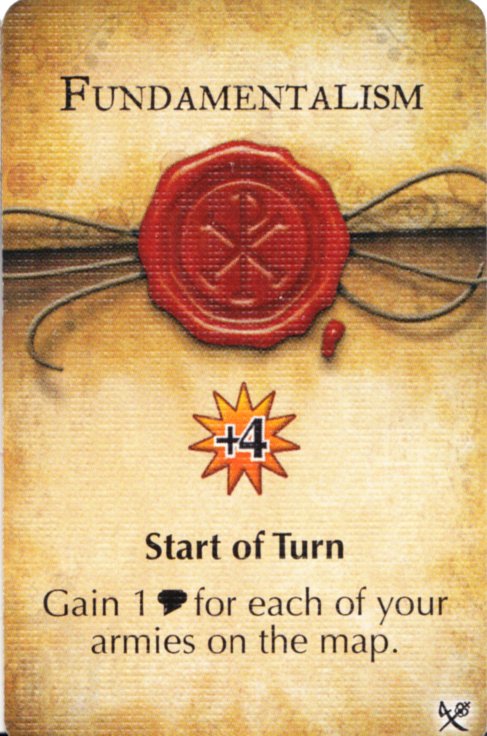 FUNDAMENTALISM
+4
Start of Turn
Gain 1 for each of your
armies on the map.